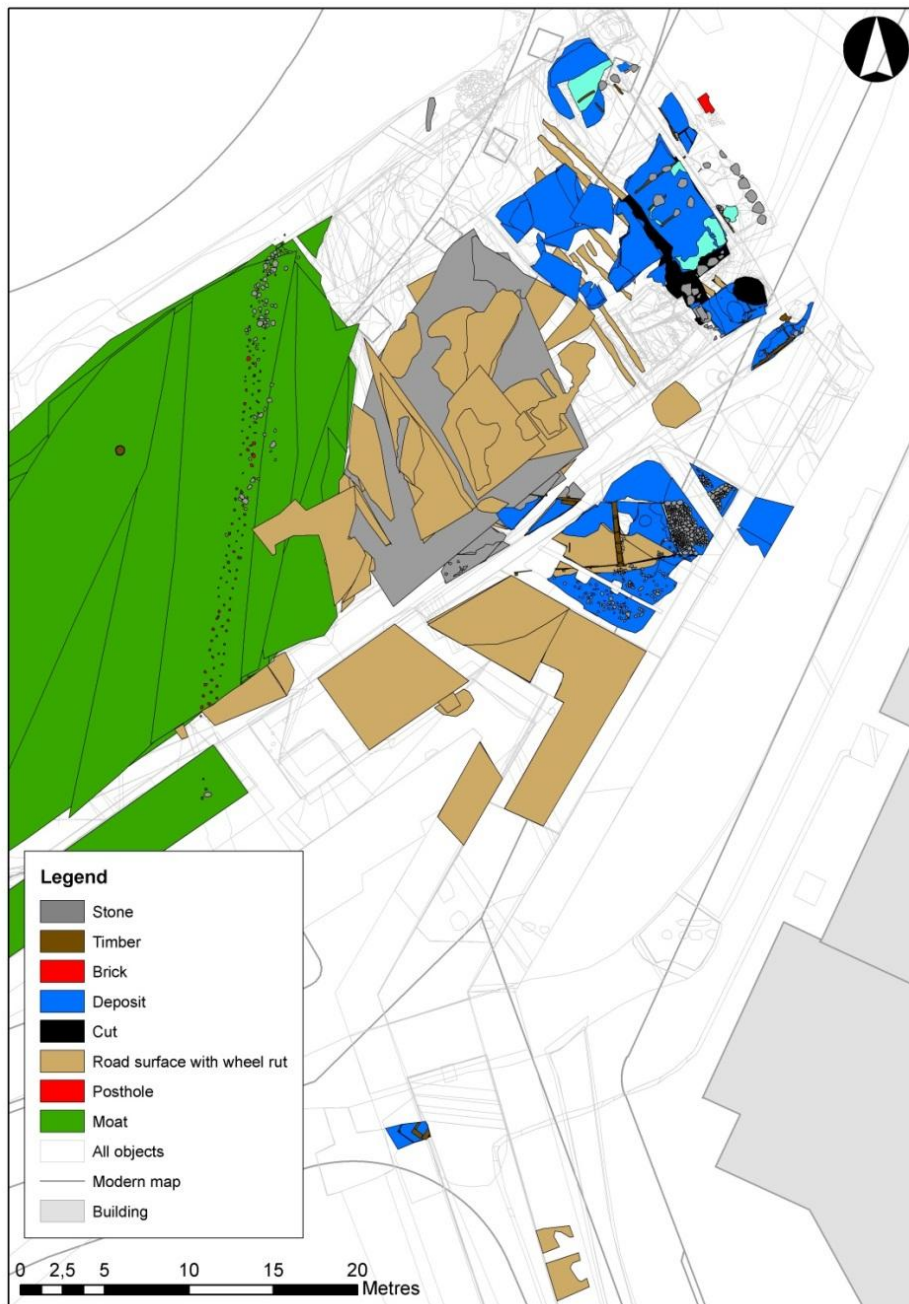 Legend
Stone
Timber
Brick
Deposit
Cut
Road surface with wheel rut
Posthole
Moat
All objects
Modern map
Building
0 2,5 5 10 15 20 Metres